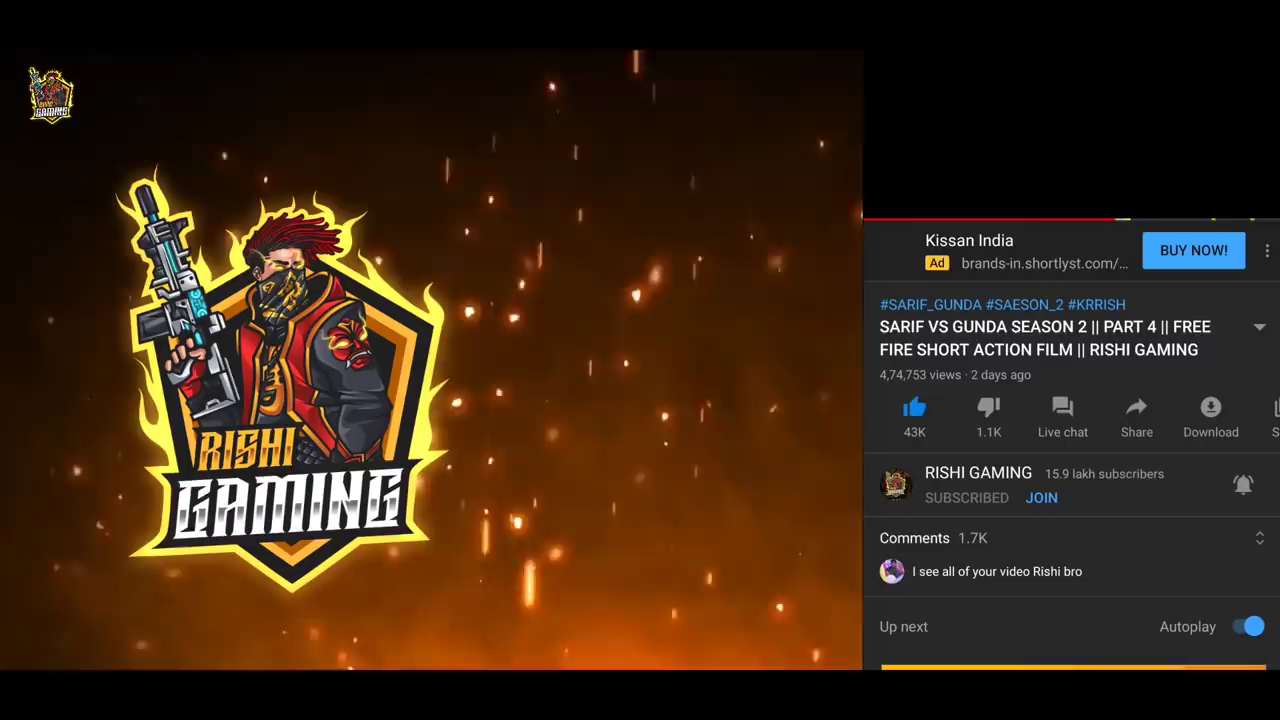 GAMING
RISHI
GAMING
Kissan India
BUY NOW!
Ad brands-in.shortlyst.com/...
#SARIF_GUNDA #SAESON_2 #KRRISH
SARIF VS GUNDA SEASON 2 || PART 4 || FREE
FIRE SHORT ACTION FILM || RISHI GAMING
4,74,753 views · 2 days ago
43K 1.1K Live chat Share Download
RISHI GAMING 15.9 lakh subscribers
SUBSCRIBED JOIN
Comments 1.7K
I see all of your video Rishi bro
Up next Autoplay